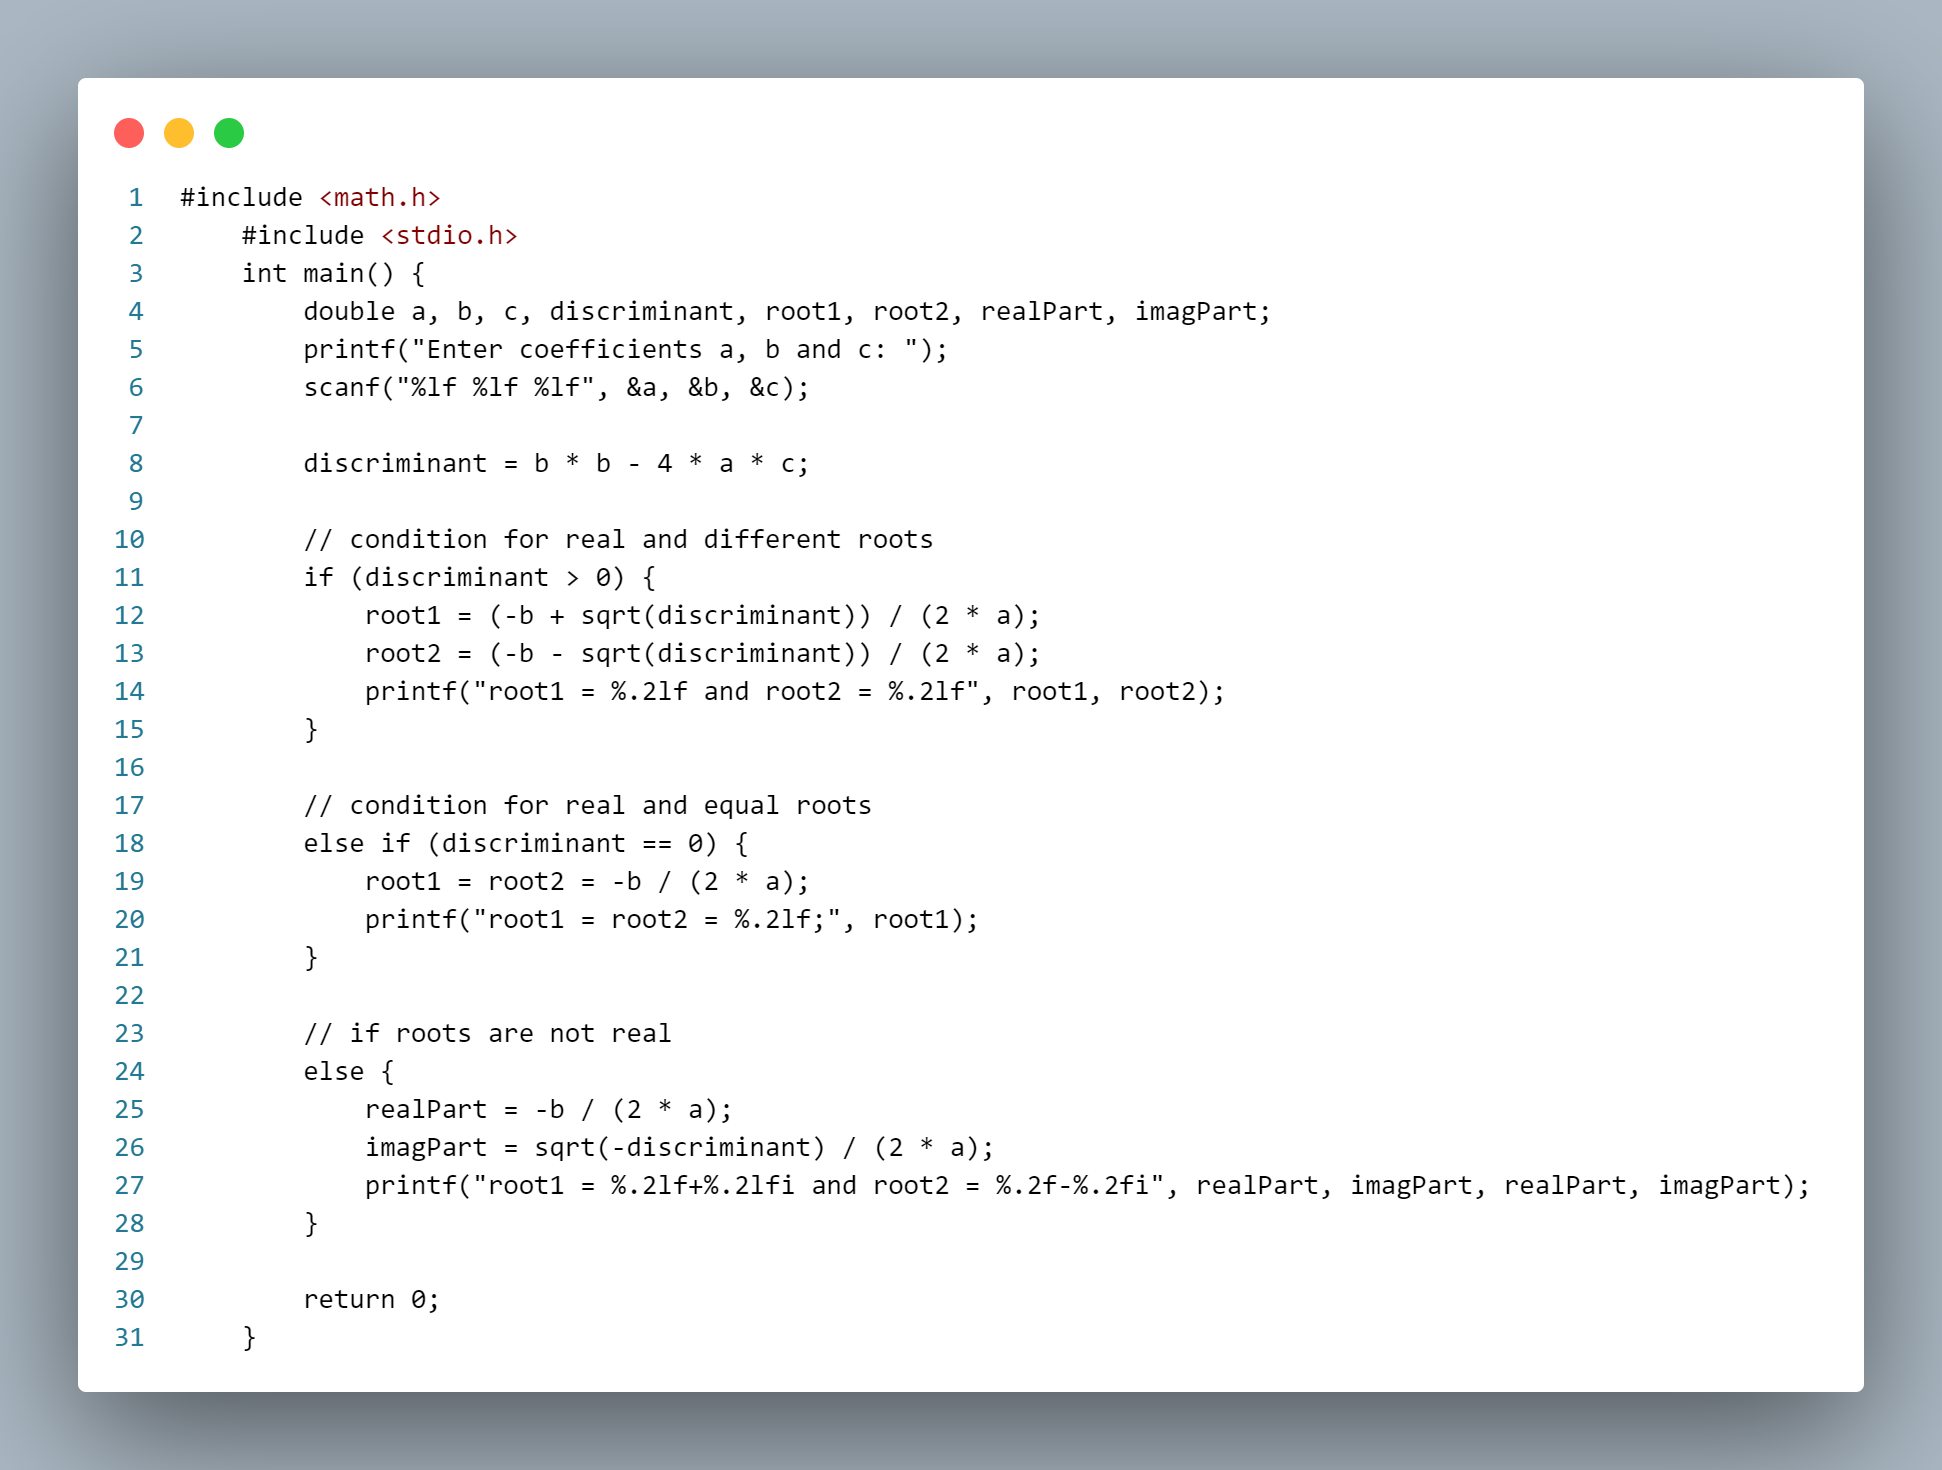 1 #include <math.h>
2     #include <stdio.h>
3     int main() {
4         double a, b, c, discriminant, root1, root2, realPart, imagPart;
5         printf("Enter coefficients a, b and c: ");
6         scanf("%lf %lf %lf", &a, &b, &c);
7
8         discriminant = b * b - 4 * a * c;
9
10         // condition for real and different roots
11         if (discriminant > 0) {
12             root1 = (-b + sqrt(discriminant)) / (2 * a);
13             root2 = (-b - sqrt(discriminant)) / (2 * a);
14             printf("root1 = %.2lf and root2 = %.2lf", root1, root2);
15         }
16
17         // condition for real and equal roots
18         else if (discriminant == 0) {
19             root1 = root2 = -b / (2 * a);
20             printf("root1 = root2 = %.2lf;", root1);
21         }
22
23         // if roots are not real
24         else {
25             realPart = -b / (2 * a);
26             imagPart = sqrt(-discriminant) / (2 * a);
27             printf("root1 = %.2lf+%.2lfi and root2 = %.2f-%.2fi", realPart, imagPart, realPart, imagPart);
28         }
29
30         return 0;
31     }